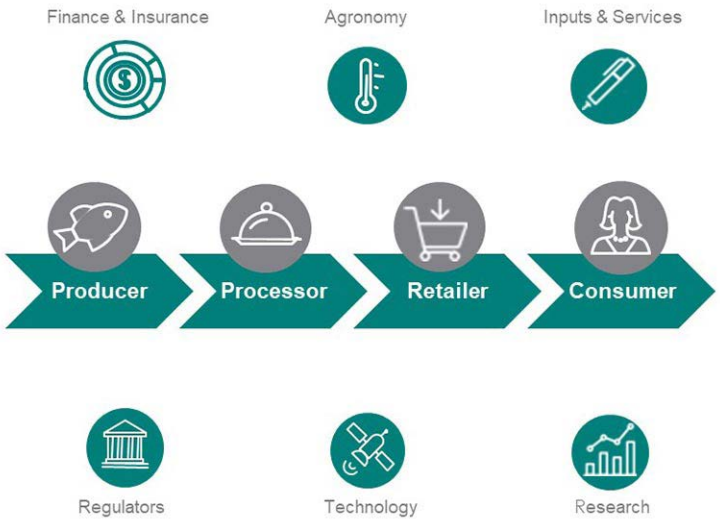 Finance & Insurance
Agronomy
Inputs & Services
$
Producer
Processor
Retailer
Consumer
Regulators
Technology
Research